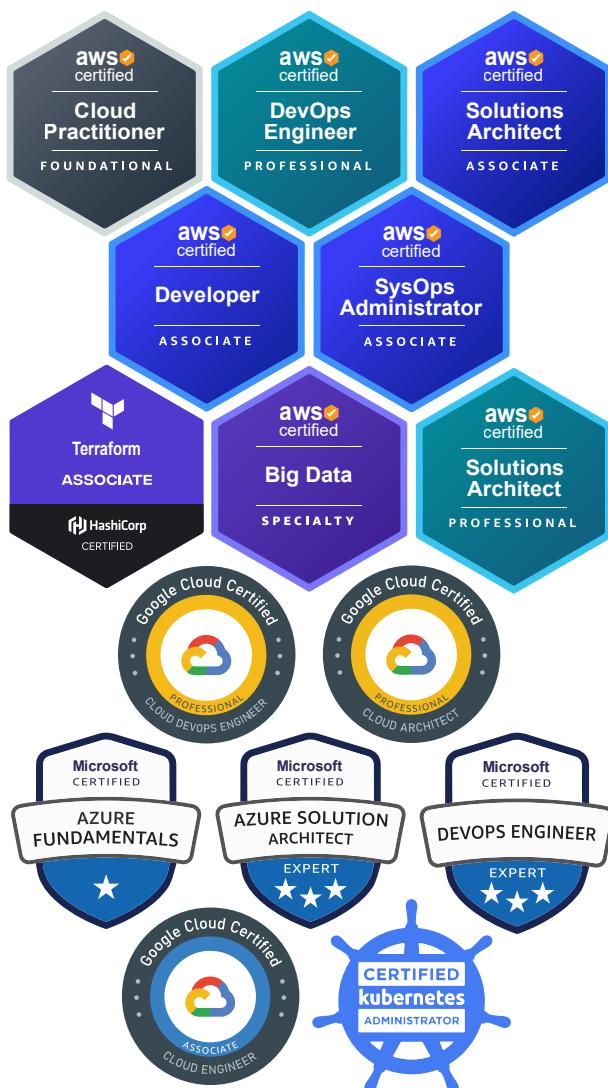 aws
certified
Cloud
Practitioner
FOUNDATIONAL
aws
certified
DevOps
Engineer
PROFESSIONAL
aws
certified
Solutions
Architect
ASSOCIATE
aws
certified
Developer
ASSOCIATE
aws
certified
SysOps
Administrator
ASSOCIATE
Terraform
ASSOCIATE
HashiCorp
CERTIFIED
aws
certified
Big Data
SPECIALTY
aws
certified
Solutions
Architect
PROFESSIONAL
Google Cloud Certified
PROFESSIONAL
CLOUD DEVOPS ENGINEER
Google Cloud Certified
PROFESSIONAL
CLOUD ARCHITECT
Microsoft
CERTIFIED
AZURE
FUNDAMENTALS
Microsoft
CERTIFIED
AZURE SOLUTION
ARCHITECT
EXPERT
Microsoft
CERTIFIED
DEVOPS ENGINEER
EXPERT
Google Cloud Certified
ASSOCIATE
CLOUD ENGINEER
CERTIFIED
kubernetes
ADMINISTRATOR